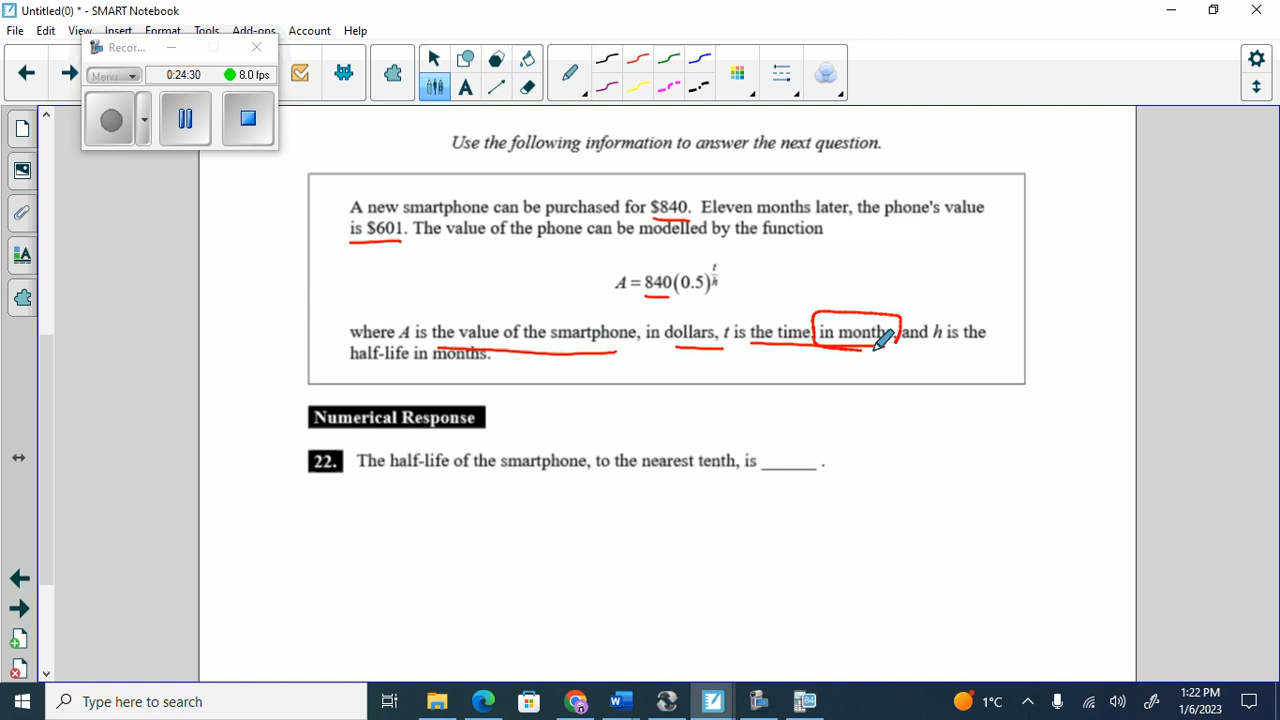 Untitled(0) * - SMART Notebook
File Edit View Insert Format Tools Add-ons Account Help
Recor...
Menu 0:24:30 8.0 fps
Use the following information to answer the next question.
A new smartphone can be purchased for $840. Eleven months later, the phone's value
is $601. The value of the phone can be modelled by the function
A = 840(0.5)^(t/h)
where A is the value of the smartphone, in dollars, t is the time, in months, and h is the
half-life in months.
Numerical Response
22. The half-life of the smartphone, to the nearest tenth, is ______ .
Type here to search
84
1°C
1:22 PM
1/6/2023